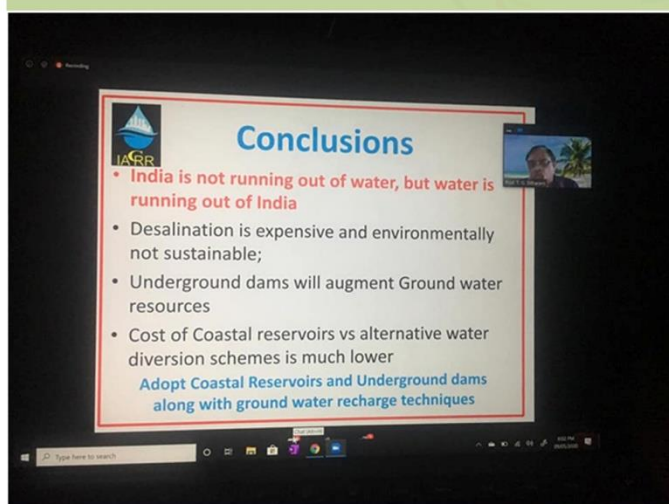 Recording
IACRR
Conclusions
• India is not running out of water, but water is
running out of India
• Desalination is expensive and environmentally
not sustainable;
• Underground dams will augment Ground water
resources
• Cost of Coastal reservoirs vs alternative water
diversion schemes is much lower
Adopt Coastal Reservoirs and Underground dams
along with ground water recharge techniques
Type here to search